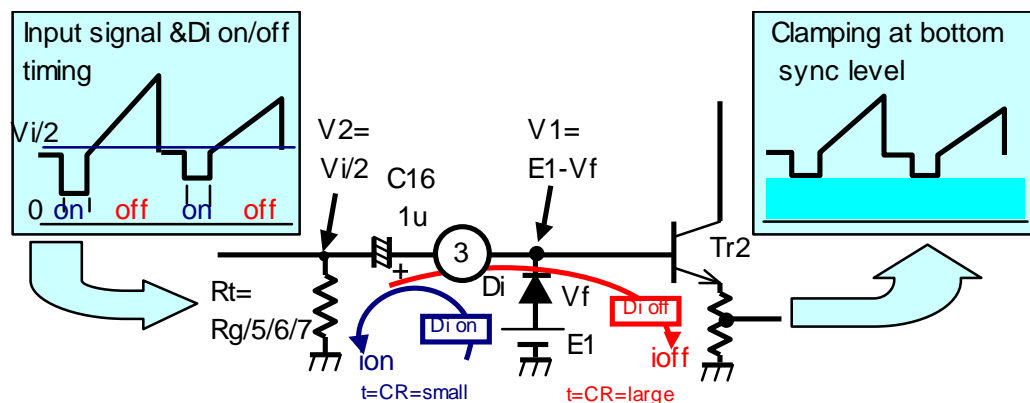 Input signal &Di on/off
timing
Vi/2
0 on off on off
V2=
Vi/2
C16
1u
+
3
V1=
E1-Vf
Tr2
Rt=
Rg/5/6/7
Di
Vf
E1
Di on
Di off
ion
ioff
t=CR=small
t=CR=large
Clamping at bottom
sync level